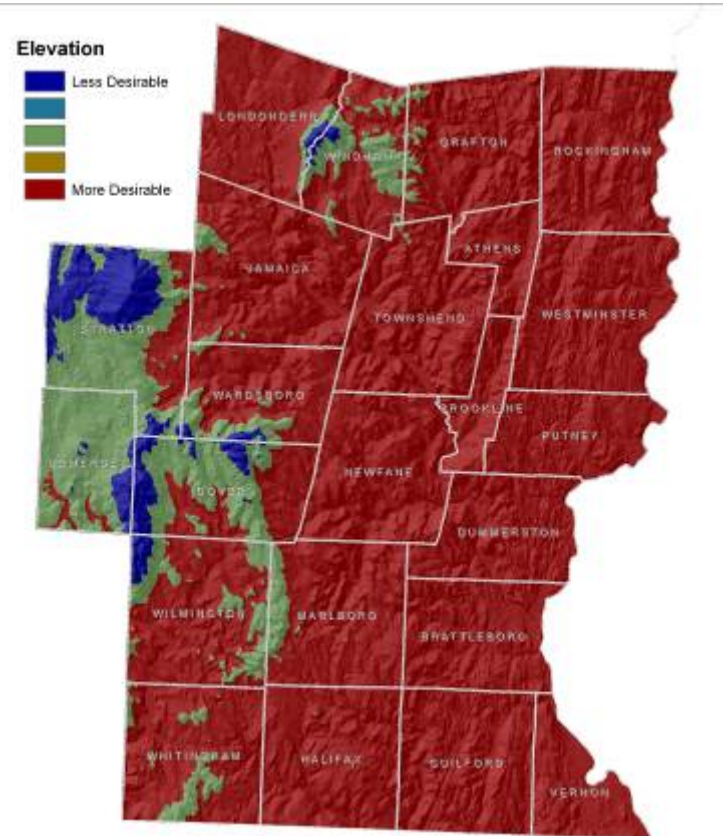 Elevation
Less Desirable
More Desirable
LONDONDERRY
WINDHAM
GRAFTON
ROCKINGHAM
ATHENS
JAMAICA
TOWNSHEND
WESTMINSTER
STRATTON
WARDSBORO
BROOKLINE
PUTNEY
SOMERSET
DOVER
NEWFANE
DUMMERSTON
WILMINGTON
MARLBORO
BRATTLEBORO
WHITINGHAM
HALIFAX
GUILFORD
VERNON